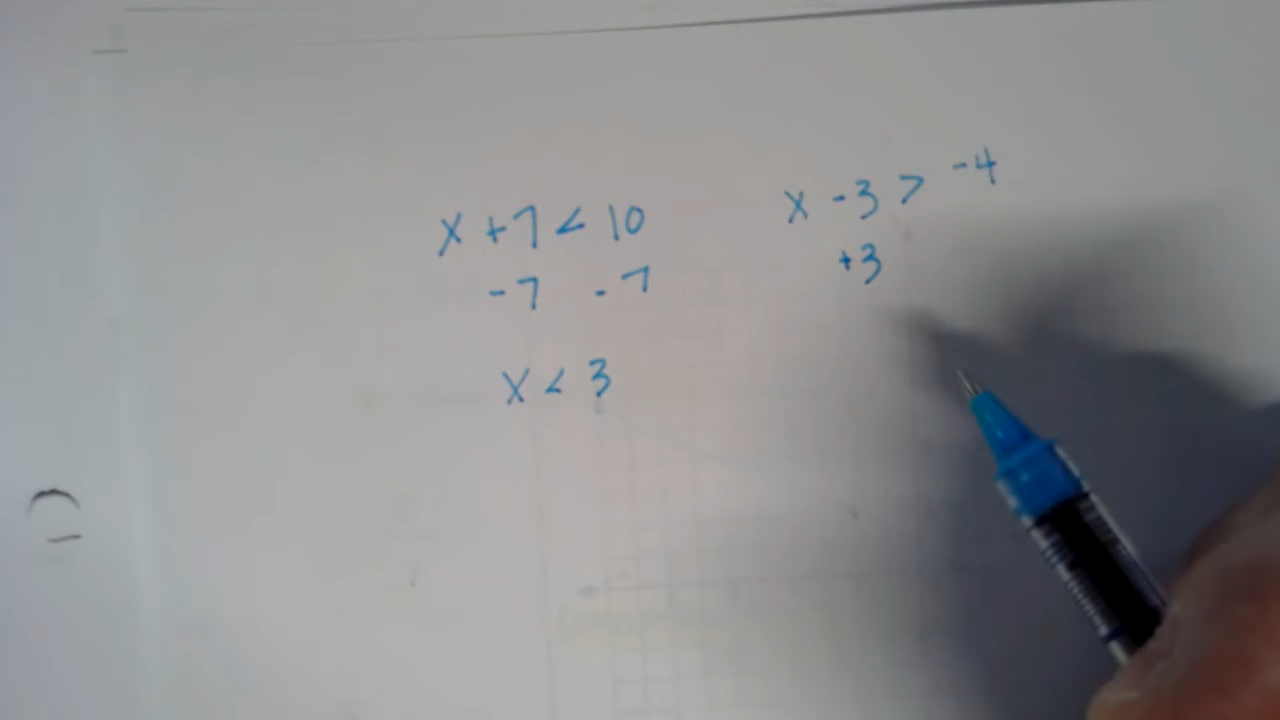 x + 7 < 10
- 7 - 7
x < 3
x - 3 > -4
+3